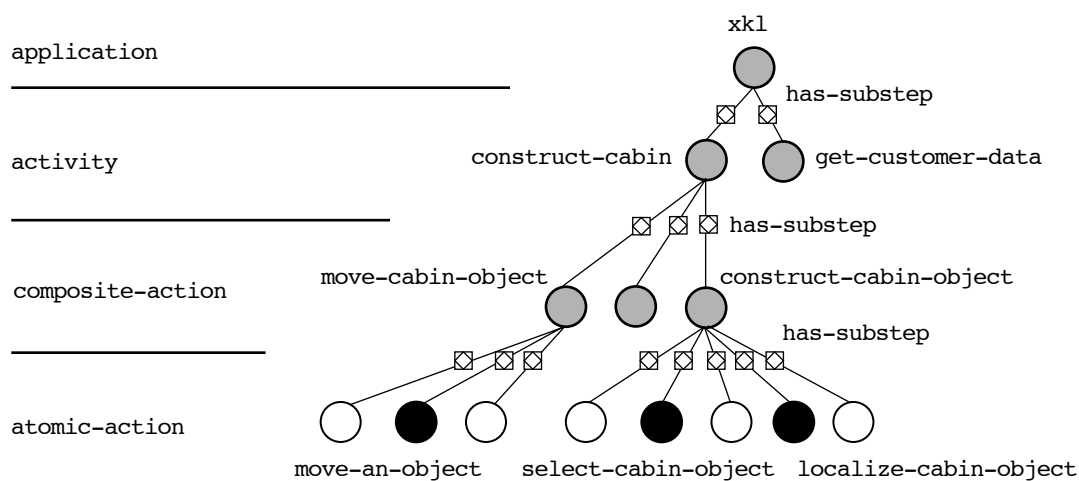 xkl
application
has-substep
activity
construct-cabin
get-customer-data
has-substep
move-cabin-object
construct-cabin-object
composite-action
has-substep
atomic-action
move-an-object
select-cabin-object
localize-cabin-object